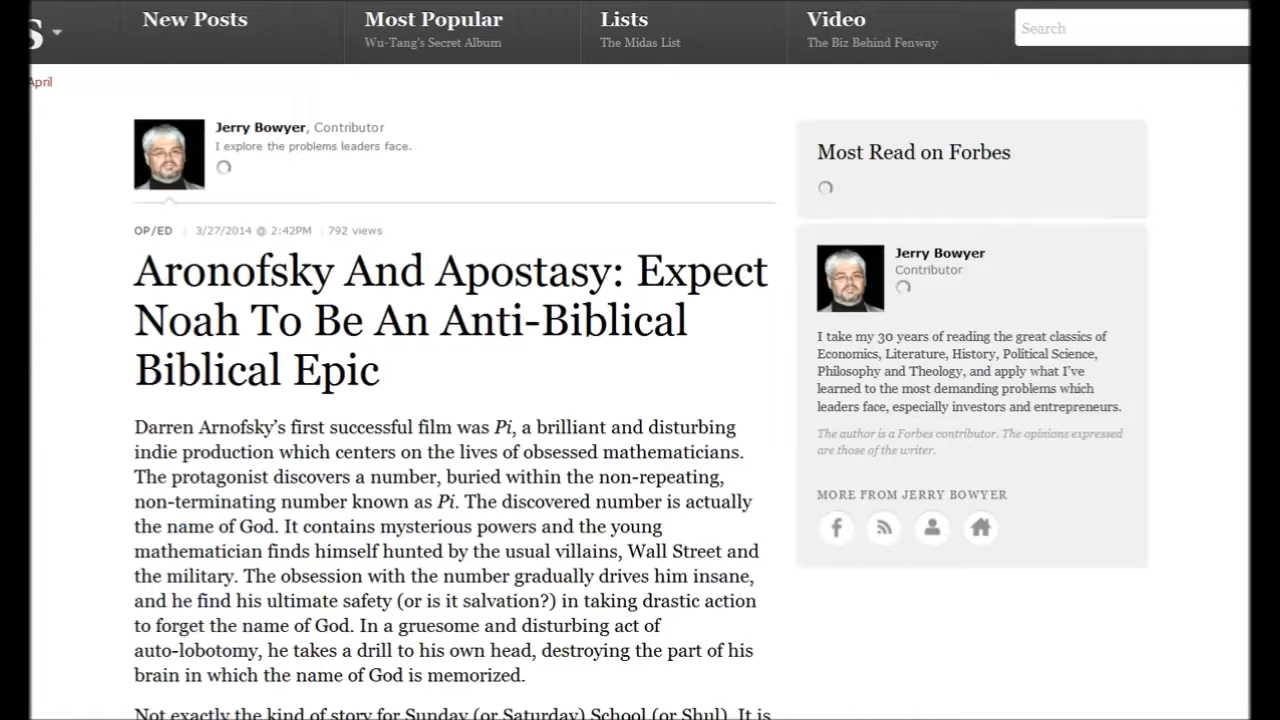 S
New Posts
Most Popular
Wu-Tang's Secret Album
Lists
The Midas List
Video
The Biz Behind Fenway
Search
April
Jerry Bowyer, Contributor
I explore the problems leaders face.
OP/ED | 3/27/2014 @ 2:42PM | 792 views
Aronofsky And Apostasy: Expect
Noah To Be An Anti-Biblical
Biblical Epic
Darren Arnofsky’s first successful film was Pi, a brilliant and disturbing
indie production which centers on the lives of obsessed mathematicians.
The protagonist discovers a number, buried within the non-repeating,
non-terminating number known as Pi. The discovered number is actually
the name of God. It contains mysterious powers and the young
mathematician finds himself hunted by the usual villains, Wall Street and
the military. The obsession with the number gradually drives him insane,
and he find his ultimate safety (or is it salvation?) in taking drastic action
to forget the name of God. In a gruesome and disturbing act of
auto-lobotomy, he takes a drill to his own head, destroying the part of his
brain in which the name of God is memorized.
Not exactly the kind of story for Sunday (or Saturday) School (or Shul). It is
Most Read on Forbes
Jerry Bowyer
Contributor
I take my 30 years of reading the great classics of
Economics, Literature, History, Political Science,
Philosophy and Theology, and apply what I’ve
learned to the most demanding problems which
leaders face, especially investors and entrepreneurs.
The author is a Forbes contributor. The opinions expressed
are those of the writer.
MORE FROM JERRY BOWYER